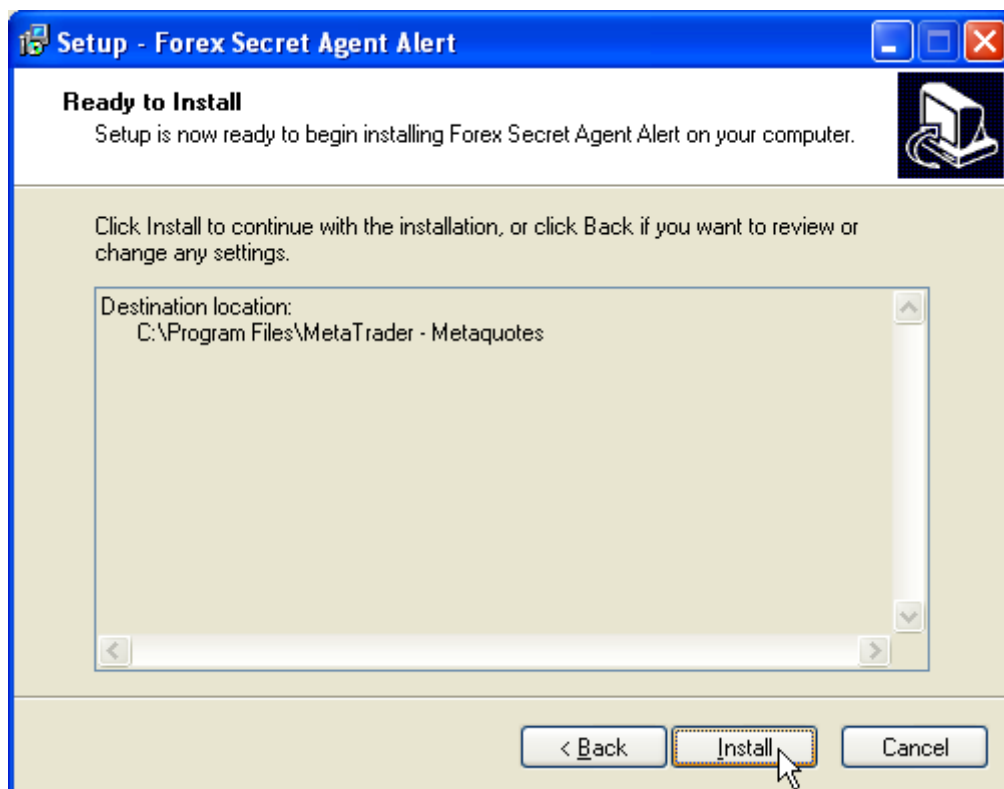 Setup - Forex Secret Agent Alert
Ready to Install
Setup is now ready to begin installing Forex Secret Agent Alert on your computer.
Click Install to continue with the installation, or click Back if you want to review or
change any settings.
Destination location:
C:\Program Files\MetaTrader - Metaquotes
< Back
Install
Cancel